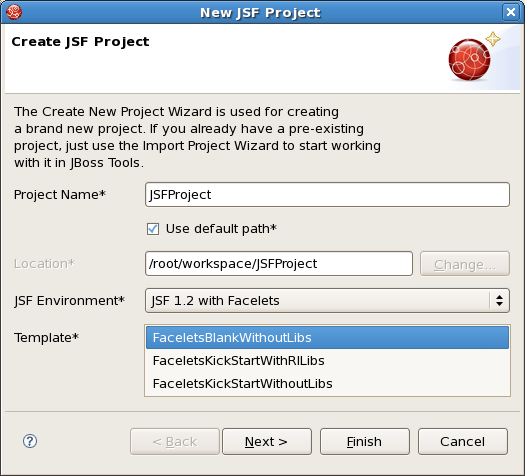 New JSF Project
Create JSF Project
The Create New Project Wizard is used for creating
a brand new project. If you already have a pre-existing
project, just use the Import Project Wizard to start working
with it in JBoss Tools.
Project Name* JSFProject
Use default path*
Location* /root/workspace/JSFProject Change...
JSF Environment* JSF 1.2 with Facelets
Template* FaceletsBlankWithoutLibs
FaceletsKickStartWithRILibs
FaceletsKickStartWithoutLibs
? < Back Next > Finish Cancel